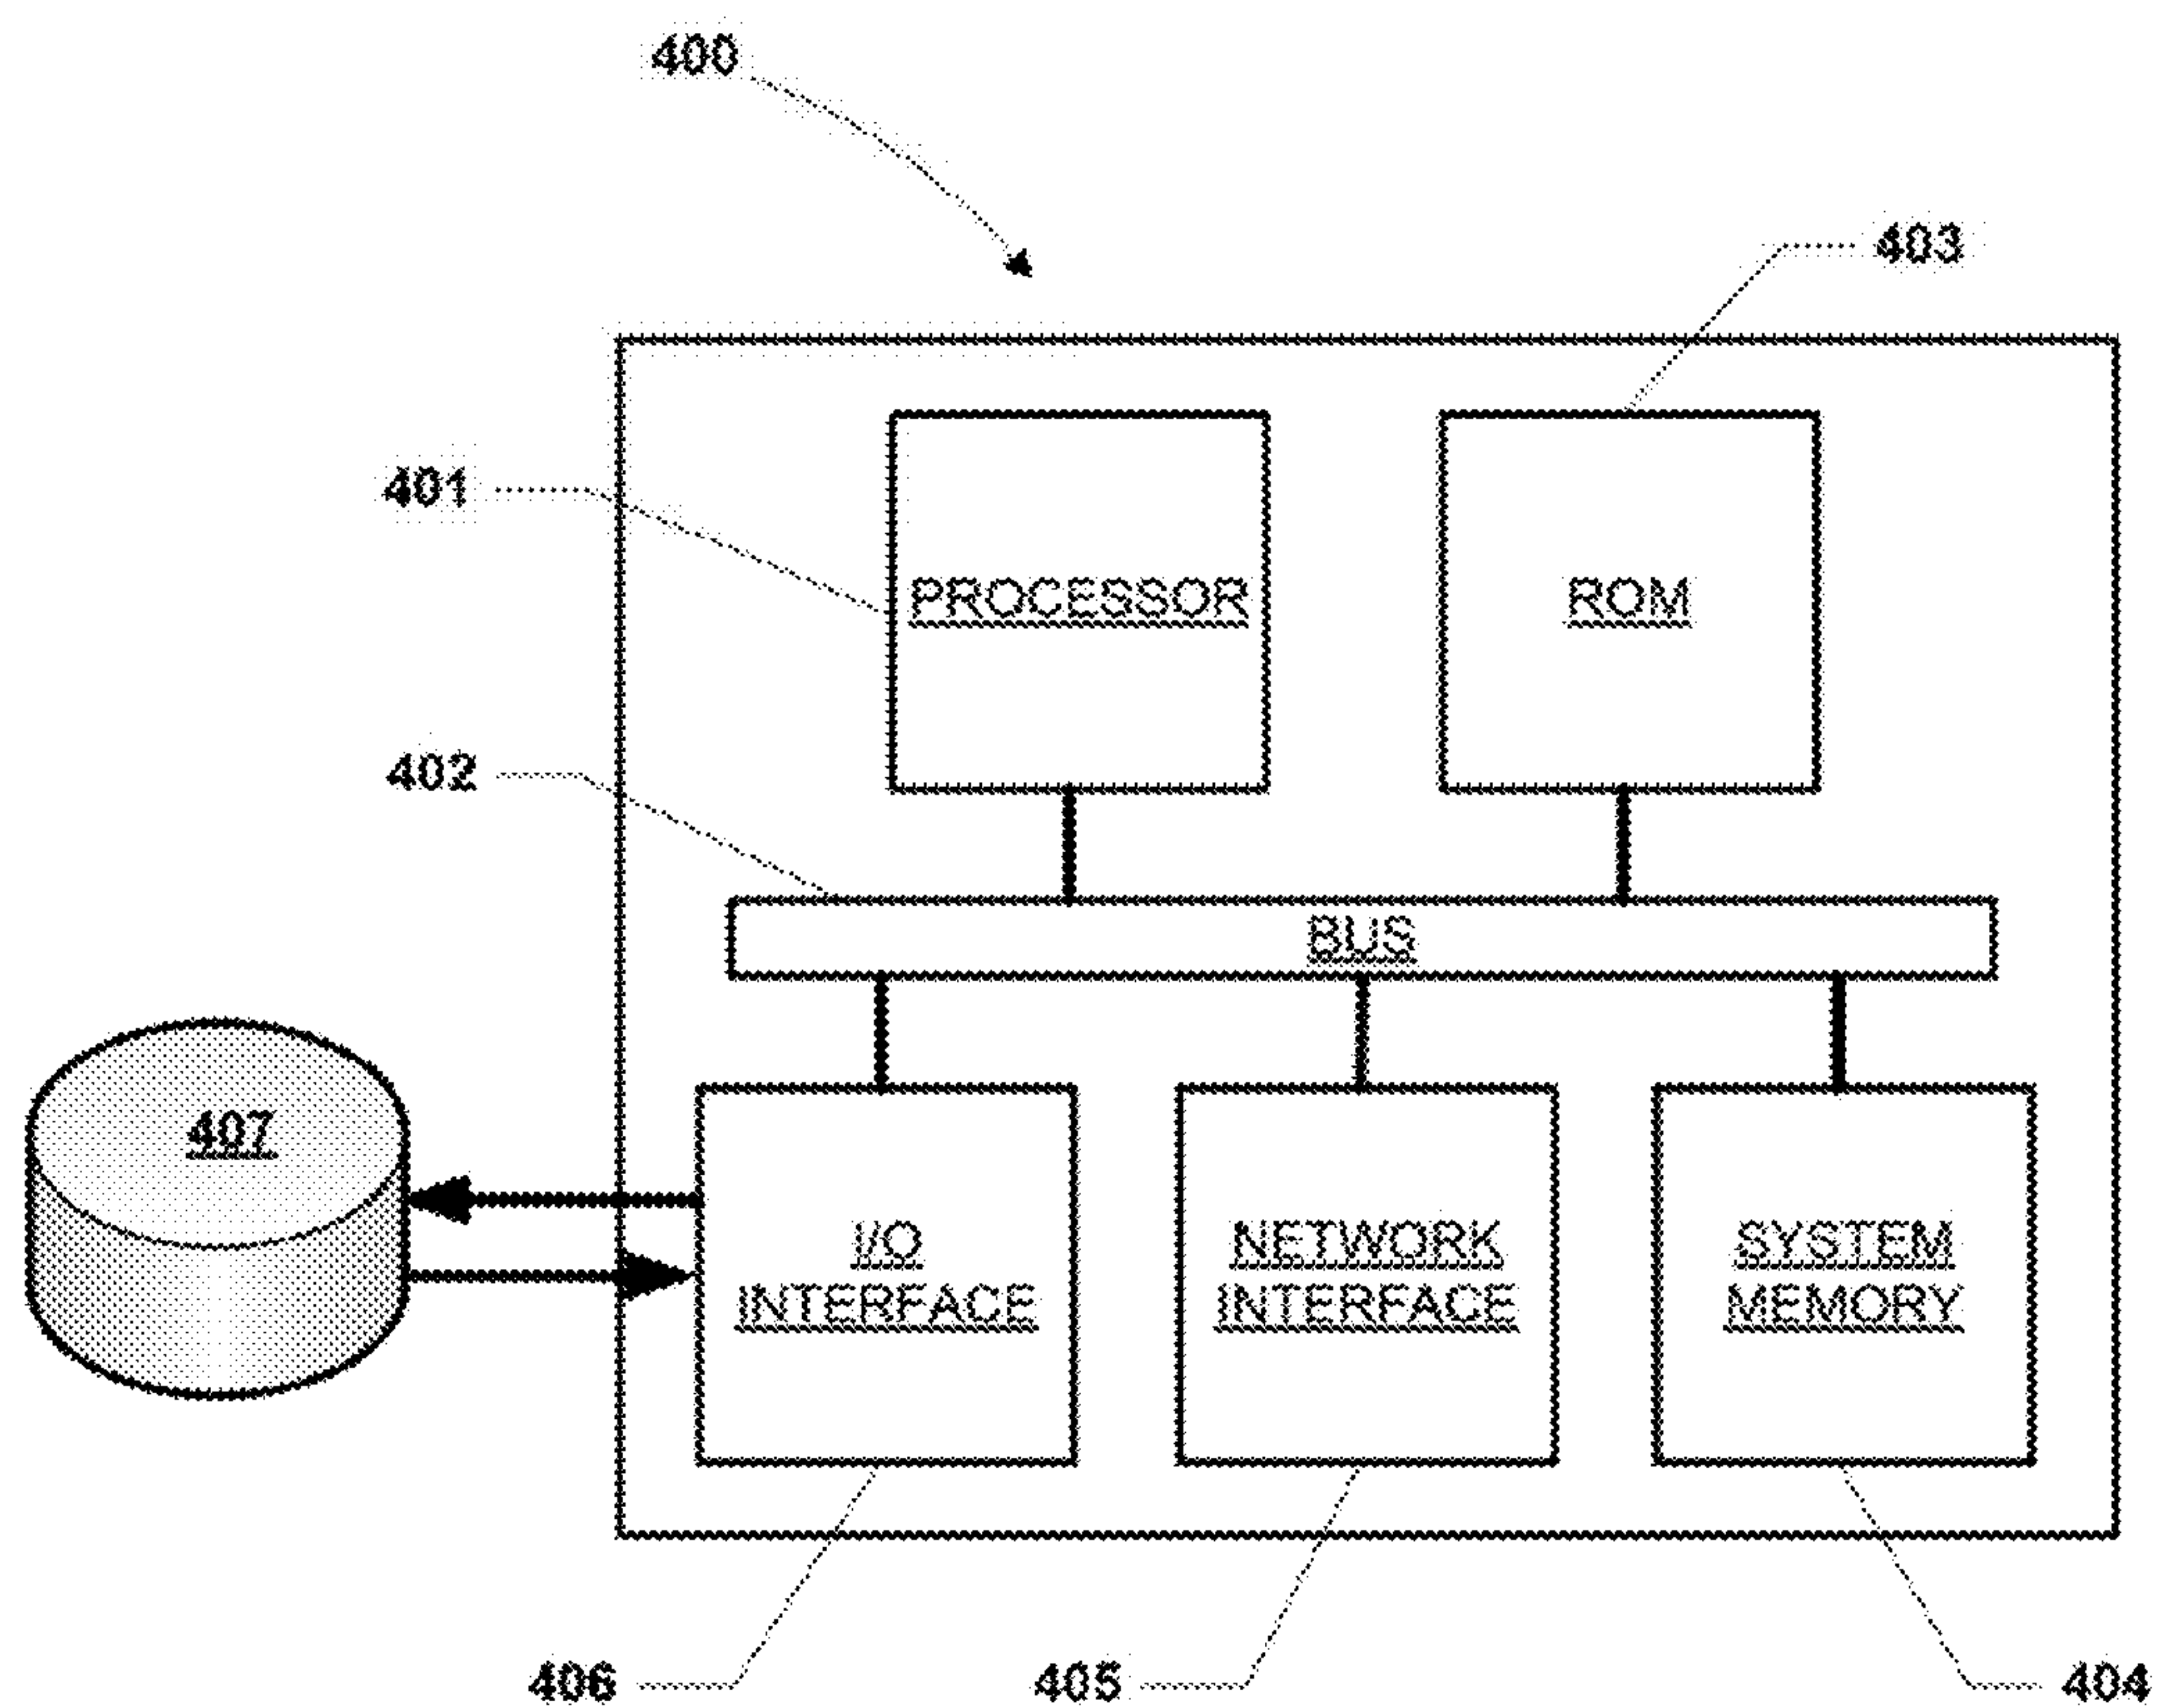 400
403
401
PROCESSOR
ROM
402
BUS
407
I/O
INTERFACE
NETWORK
INTERFACE
SYSTEM
MEMORY
406
405
404